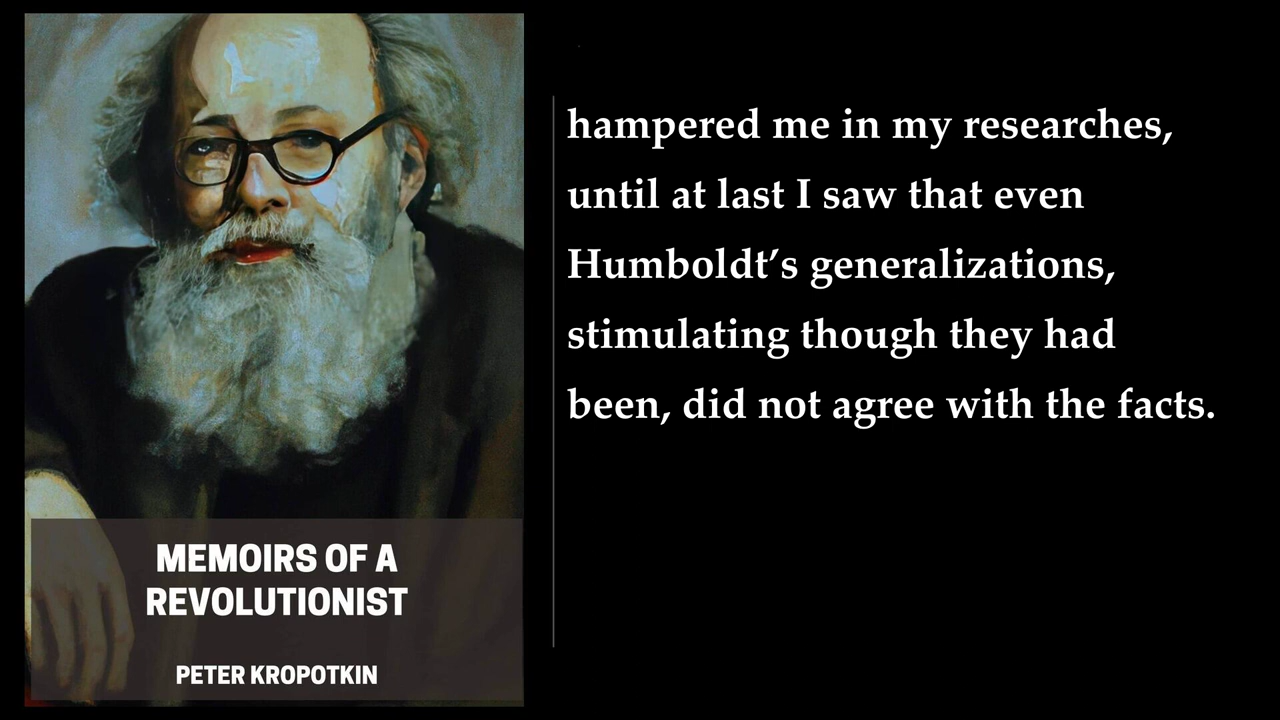 hampered me in my researches,
until at last I saw that even
Humboldt’s generalizations,
stimulating though they had
been, did not agree with the facts.
MEMOIRS OF A
REVOLUTIONIST
PETER KROPOTKIN